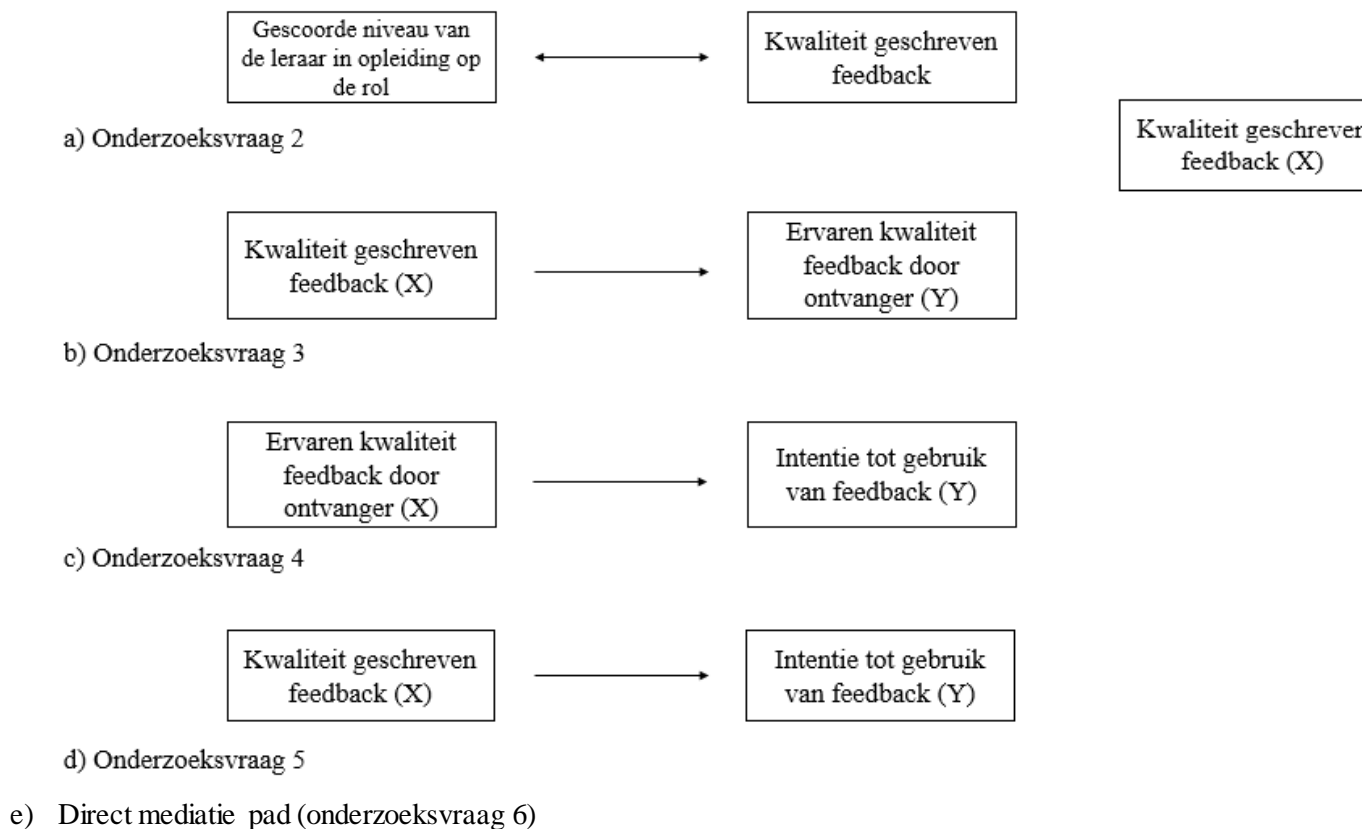 Gescoorde niveau van
de leraar in opleiding op
de rol
Kwaliteit geschreven
feedback
a) Onderzoeksvraag 2
Kwaliteit geschreven
feedback (X)
Kwaliteit geschreven
feedback (X)
Ervaren kwaliteit
feedback door
ontvanger (Y)
b) Onderzoeksvraag 3
Ervaren kwaliteit
feedback door
ontvanger (X)
Intentie tot gebruik
van feedback (Y)
c) Onderzoeksvraag 4
Kwaliteit geschreven
feedback (X)
Intentie tot gebruik
van feedback (Y)
d) Onderzoeksvraag 5
e) Direct mediatie pad (onderzoeksvraag 6)